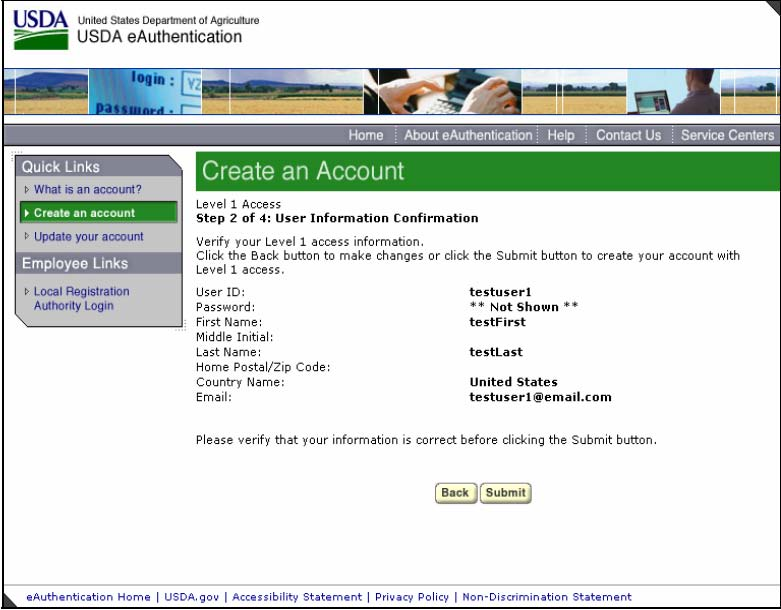 USDA United States Department of Agriculture
USDA eAuthentication
login : YZ
password :
Home About eAuthentication Help Contact Us Service Centers
Quick Links
What is an account?
Create an account
Update your account
Employee Links
Local Registration
Authority Login
Create an Account
Level 1 Access
Step 2 of 4: User Information Confirmation
Verify your Level 1 access information.
Click the Back button to make changes or click the Submit button to create your account with
Level 1 access.
User ID: testuser1
Password: ** Not Shown **
First Name: testFirst
Middle Initial:
Last Name: testLast
Home Postal/Zip Code:
Country Name: United States
Email: testuser1@email.com
Please verify that your information is correct before clicking the Submit button.
Back Submit
eAuthentication Home | USDA.gov | Accessibility Statement | Privacy Policy | Non-Discrimination Statement